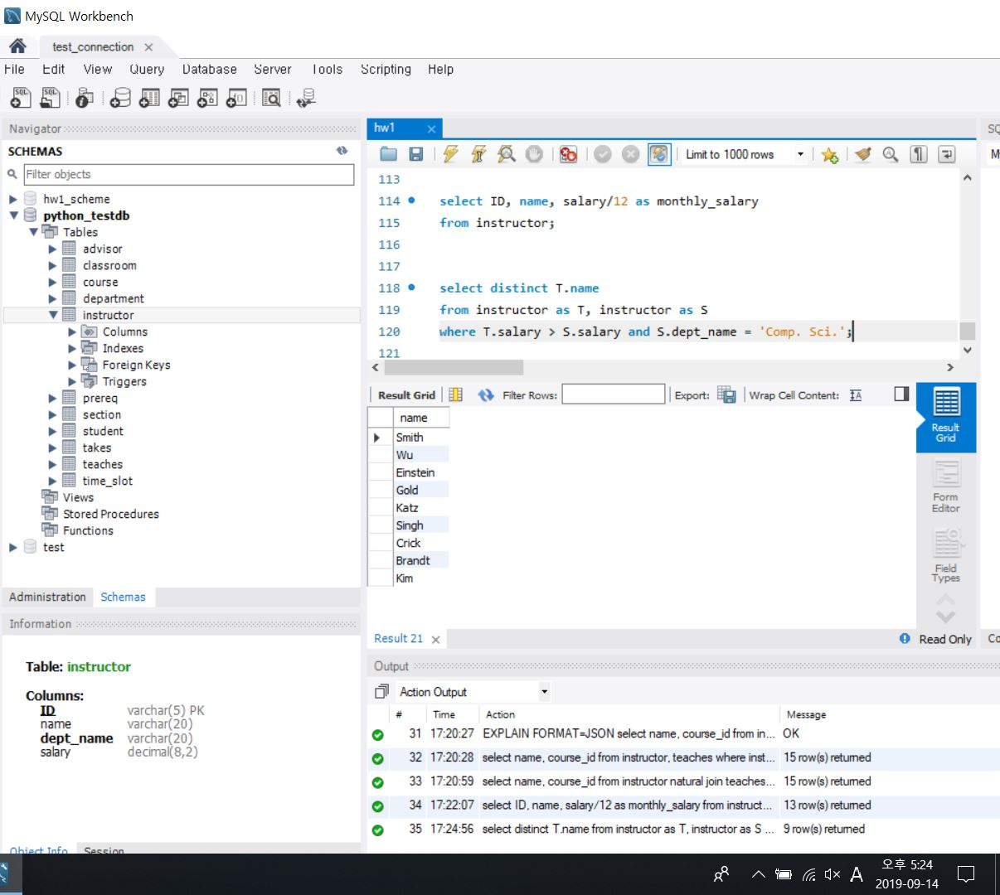 MySQL Workbench
test_connection
File Edit View Query Database Server Tools Scripting Help
Navigator
SCHEMAS
Filter objects
hw1_scheme
python_testdb
Tables
advisor
classroom
course
department
instructor
Columns
Indexes
Foreign Keys
Triggers
prereq
section
student
takes
teaches
time_slot
Views
Stored Procedures
Functions
test
Administration Schemas
Information
Table: instructor
Columns:
ID varchar(5) PK
name varchar(20)
dept_name varchar(20)
salary decimal(8,2)
Object Info Session
hw1
Limit to 1000 rows
113
114 select ID, name, salary/12 as monthly_salary
115 from instructor;
116
117
118 select distinct T.name
119 from instructor as T, instructor as S
120 where T.salary > S.salary and S.dept_name = 'Comp. Sci.';
121
Result Grid Filter Rows: Export: Wrap Cell Content:
name
Smith
Wu
Einstein
Gold
Katz
Singh
Crick
Brandt
Kim
Result
Grid
Form
Editor
Field
Types
Result 21
Read Only
Output
Action Output
# Time Action Message
31 17:20:27 EXPLAIN FORMAT=JSON select name, course_id from in... OK
32 17:20:28 select name, course_id from instructor, teaches where inst... 15 row(s) returned
33 17:20:59 select name, course_id from instructor natural join teaches... 15 row(s) returned
34 17:22:07 select ID, name, salary/12 as monthly_salary from instruct... 13 row(s) returned
35 17:24:56 select distinct T.name from instructor as T, instructor as S ... 9 row(s) returned
A
오후 5:24
2019-09-14